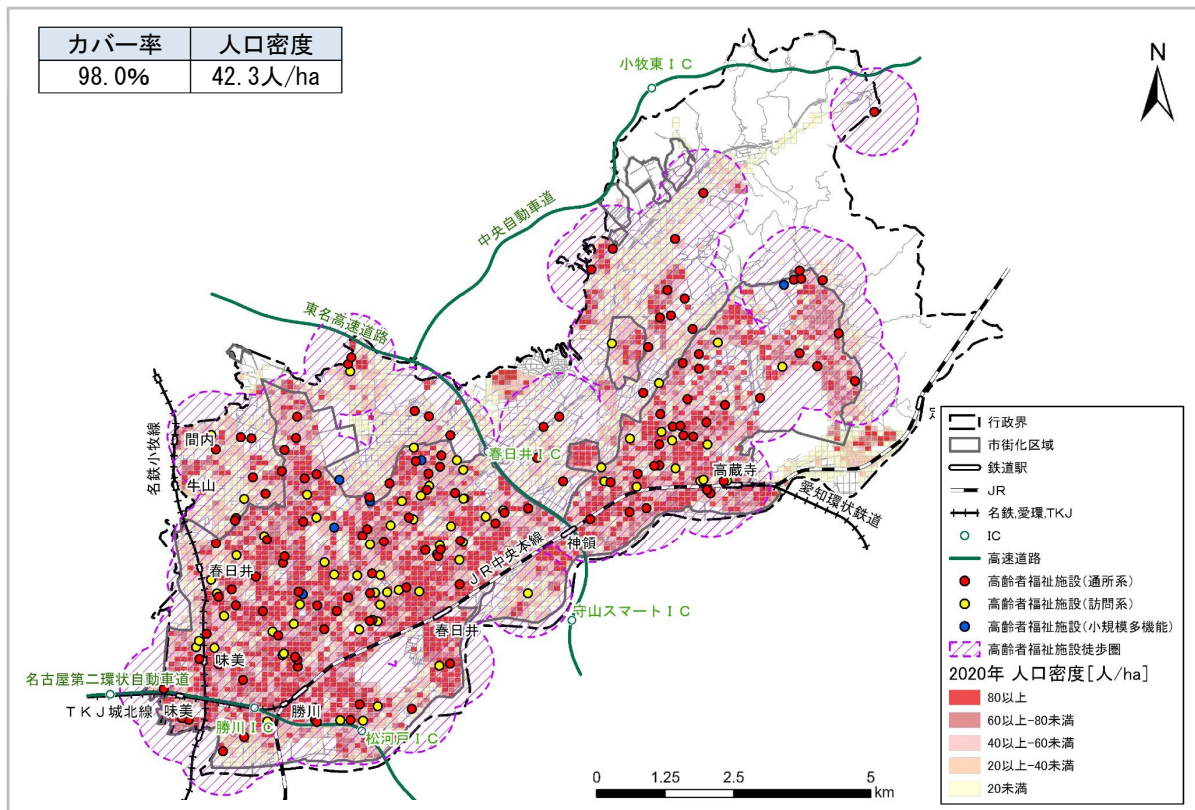 カバー率 人口密度
98.0% 42.3人/ha
N
小牧東IC
中央自動車道
東名高速道路
名鉄小牧線
間内
牛山
春日井IC
高蔵寺
愛知環状鉄道
神領
JR中央本線
春日井
守山スマートIC
春日井
味美
名古屋第二環状自動車道
TKJ城北線
味美
勝川
勝川IC
松河戸IC
定
行政界
市街化区域
鉄道駅
JR
名鉄,愛環,TKJ
IC
高速道路
高齢者福祉施設(通所系)
高齢者福祉施設(訪問系)
高齢者福祉施設(小規模多機能)
高齢者福祉施設徒歩圏
2020年 人口密度[人/ha]
80以上
60以上-80未満
40以上-60未満
20以上-40未満
20未満
0 1.25 2.5 5
km